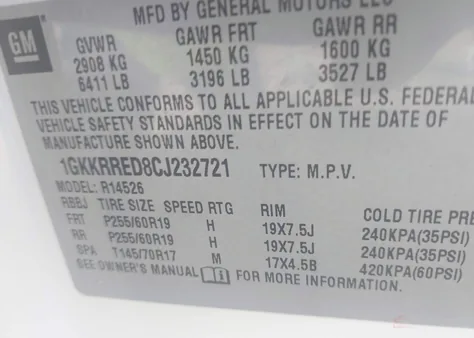 MFD BY GENERAL MOTORS LLC
GM
GVWR GAWR FRT GAWR RR
2908 KG 1450 KG 1600 KG
6411 LB 3196 LB 3527 LB
THIS VEHICLE CONFORMS TO ALL APPLICABLE U.S. FEDERAL
VEHICLE SAFETY STANDARDS IN EFFECT ON THE DATE OF
MANUFACTURE SHOWN ABOVE.
1GKKRRED8CJ232721 TYPE: M.P.V.
MODEL: R14526
RBBJ TIRE SIZE SPEED RTG RIM COLD TIRE PRE
FRT P255/60R19 H 19X7.5J 240KPA(35PSI)
RR P255/60R19 H 19X7.5J 240KPA(35PSI)
SPA T145/70R17 M 17X4.5B 420KPA(60PSI)
SEE OWNER'S MANUAL FOR MORE INFORMATION.